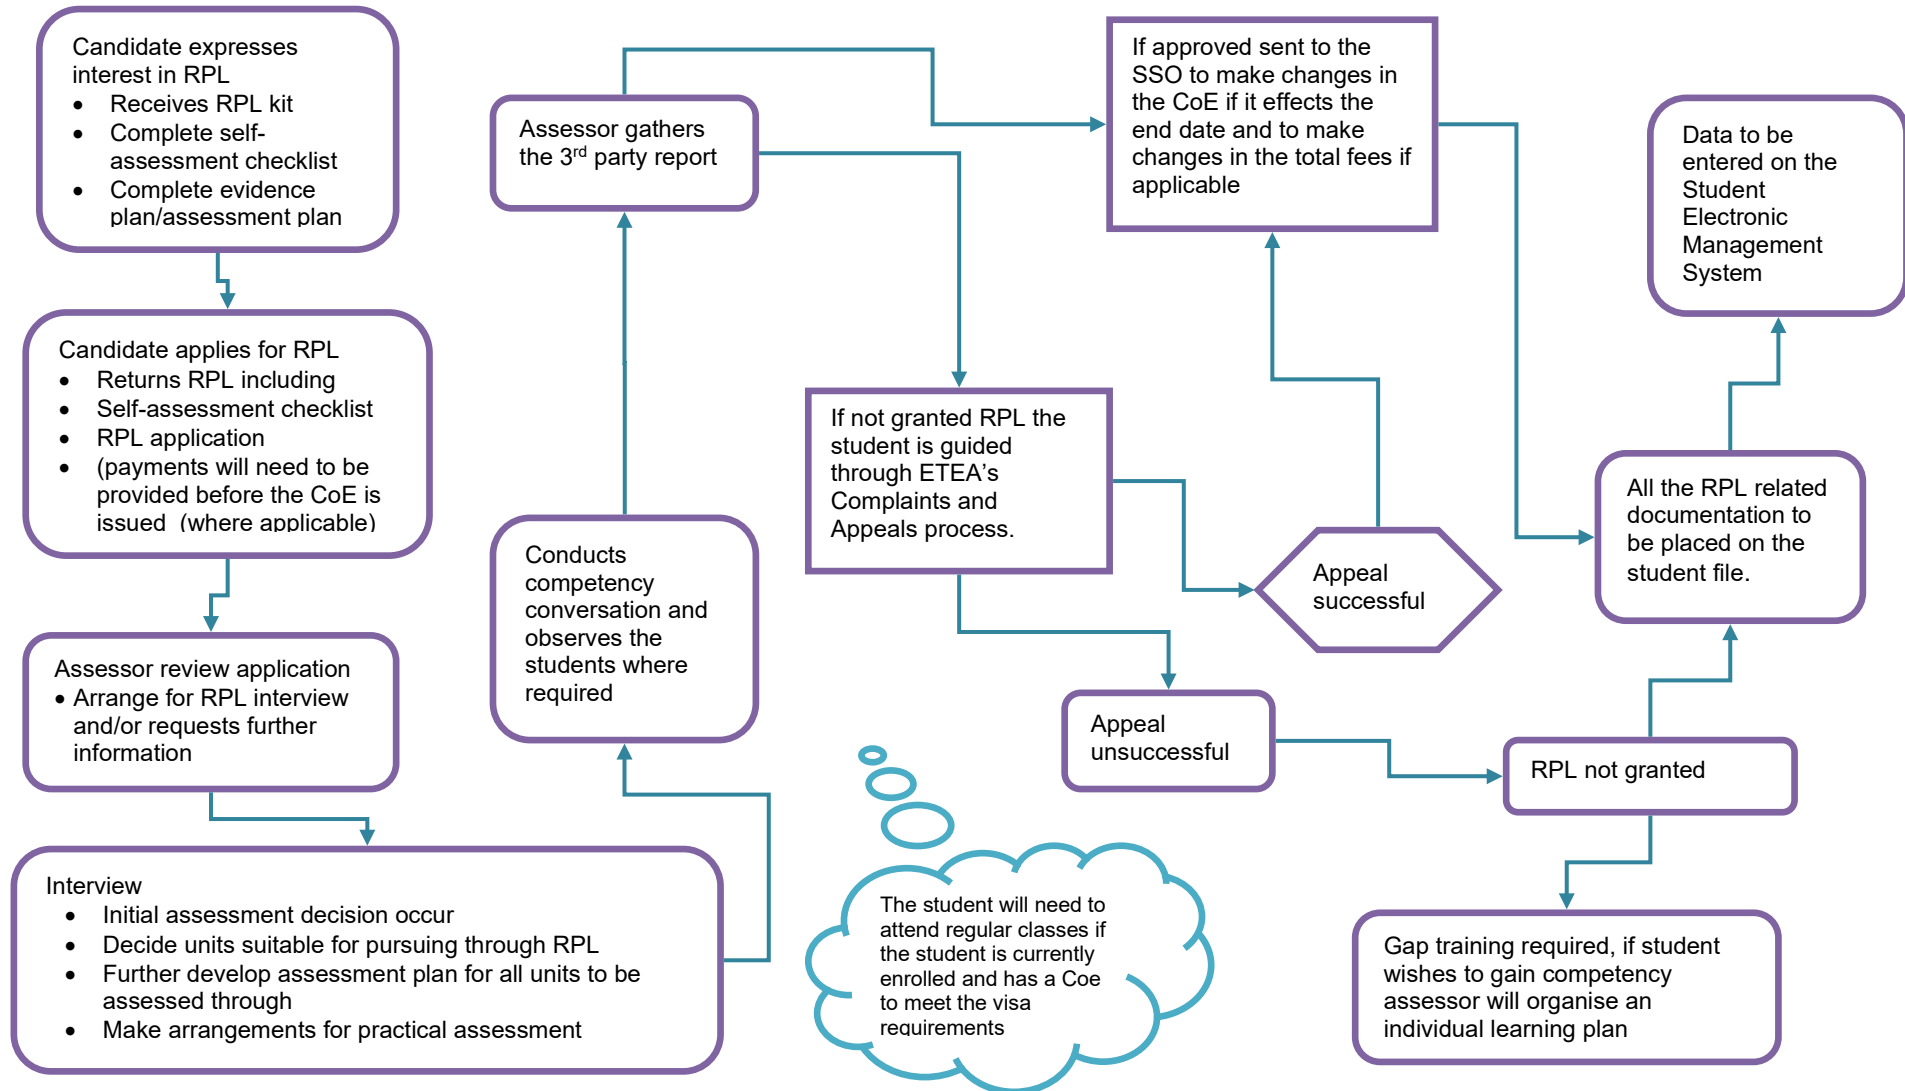 Candidate expresses
interest in RPL
• Receives RPL kit
• Complete self-
assessment checklist
• Complete evidence
plan/assessment plan
Candidate applies for RPL
• Returns RPL including
• Self-assessment checklist
• RPL application
• (payments will need to be
provided before the CoE is
issued (where applicable)
Assessor review application
• Arrange for RPL interview
and/or requests further
information
Interview
• Initial assessment decision occur
• Decide units suitable for pursuing through RPL
• Further develop assessment plan for all units to be
assessed through
• Make arrangements for practical assessment
Conducts
competency
conversation and
observes the
students where
required
Assessor gathers
the 3rd party report
If approved sent to the
SSO to make changes in
the CoE if it effects the
end date and to make
changes in the total fees if
applicable
If not granted RPL the
student is guided
through ETEA’s
Complaints and
Appeals process.
Appeal
successful
Appeal
unsuccessful
RPL not granted
Gap training required, if student
wishes to gain competency
assessor will organise an
individual learning plan
All the RPL related
documentation to
be placed on the
student file.
Data to be
entered on the
Student
Electronic
Management
System
The student will need to
attend regular classes if
the student is currently
enrolled and has a Coe
to meet the visa
requirements